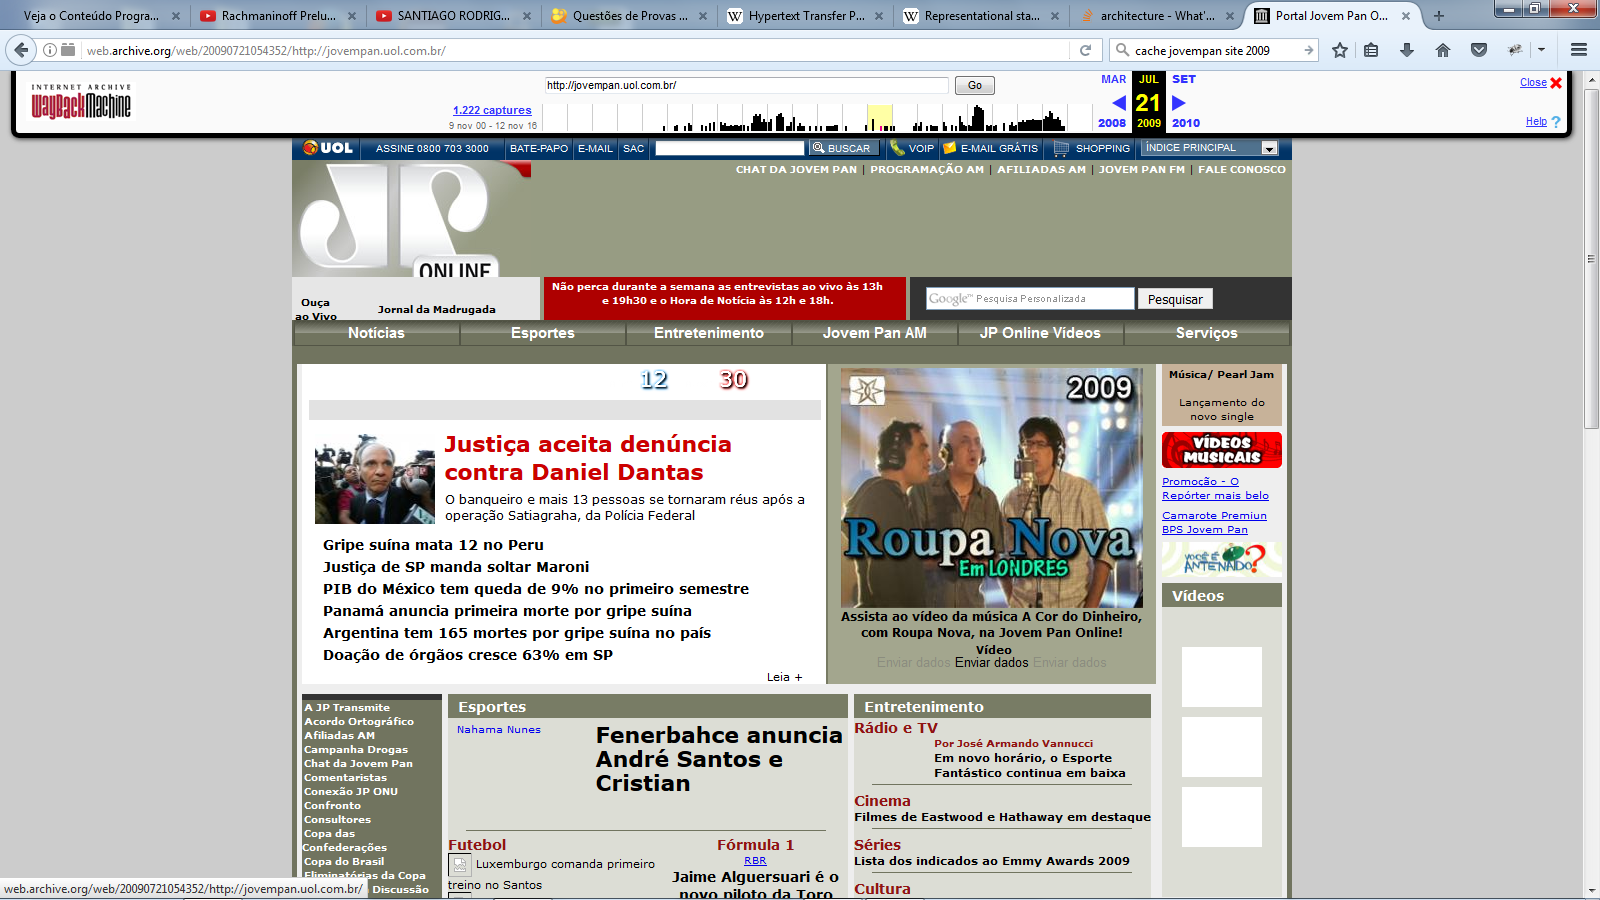 Veja o Conteúdo Progra...
Rachmaninoff Prelu...
SANTIAGO RODRIG...
Questões de Provas ...
Hypertext Transfer P...
Representational sta...
architecture - What'...
Portal Jovem Pan O...
web.archive.org/web/20090721054352/http://jovempan.uol.com.br/
cache jovempan site 2009
INTERNET ARCHIVE
WayBackMachine
http://jovempan.uol.com.br/
Go
1.222 captures
9 nov 00 - 12 nov 16
MAR JUL SET
21
2008 2009 2010
Close
Help ?
UOL
ASSINE 0800 703 3000
BATE-PAPO
E-MAIL
SAC
BUSCAR
VOIP
E-MAIL GRÁTIS
SHOPPING
ÍNDICE PRINCIPAL
CHAT DA JOVEM PAN | PROGRAMAÇÃO AM | AFILIADAS AM | JOVEM PAN FM | FALE CONOSCO
JP
ONLINE
Ouça
ao Vivo
Jornal da Madrugada
Não perca durante a semana as entrevistas ao vivo às 13h
e 19h30 e o Hora de Notícia às 12h e 18h.
Google™ Pesquisa Personalizada
Pesquisar
Notícias
Esportes
Entretenimento
Jovem Pan AM
JP Online Vídeos
Serviços
12
30
Justiça aceita denúncia
contra Daniel Dantas
O banqueiro e mais 13 pessoas se tornaram réus após a
operação Satiagraha, da Polícia Federal
Gripe suína mata 12 no Peru
Justiça de SP manda soltar Maroni
PIB do México tem queda de 9% no primeiro semestre
Panamá anuncia primeira morte por gripe suína
Argentina tem 165 mortes por gripe suína no país
Doação de órgãos cresce 63% em SP
Leia +
2009
Roupa Nova
Em LONDRES
Assista ao vídeo da música A Cor do Dinheiro,
com Roupa Nova, na Jovem Pan Online!
Vídeo
Enviar dados Enviar dados Enviar dados
Música/ Pearl Jam
Lançamento do
novo single
VÍDEOS
MUSICAIS
Promoção - O
Repórter mais belo
Camarote Premiun
BPS Jovem Pan
VOCÊ É
ANTENADO?
Vídeos
A JP Transmite
Acordo Ortográfico
Afiliadas AM
Campanha Drogas
Chat da Jovem Pan
Comentaristas
Conexão JP ONU
Confronto
Consultores
Copa das
Confederações
Copa do Brasil
Eliminatórias da Copa
Discussão
Esportes
Nahama Nunes
Fenerbahce anuncia
André Santos e
Cristian
Futebol
Luxemburgo comanda primeiro
treino no Santos
Fórmula 1
RBR
Jaime Alguersuari é o
novo piloto da Toro
Entretenimento
Rádio e TV
Por José Armando Vannucci
Em novo horário, o Esporte
Fantástico continua em baixa
Cinema
Filmes de Eastwood e Hathaway em destaque
Séries
Lista dos indicados ao Emmy Awards 2009
Cultura
web.archive.org/web/20090721054352/http://jovempan.uol.com.br/